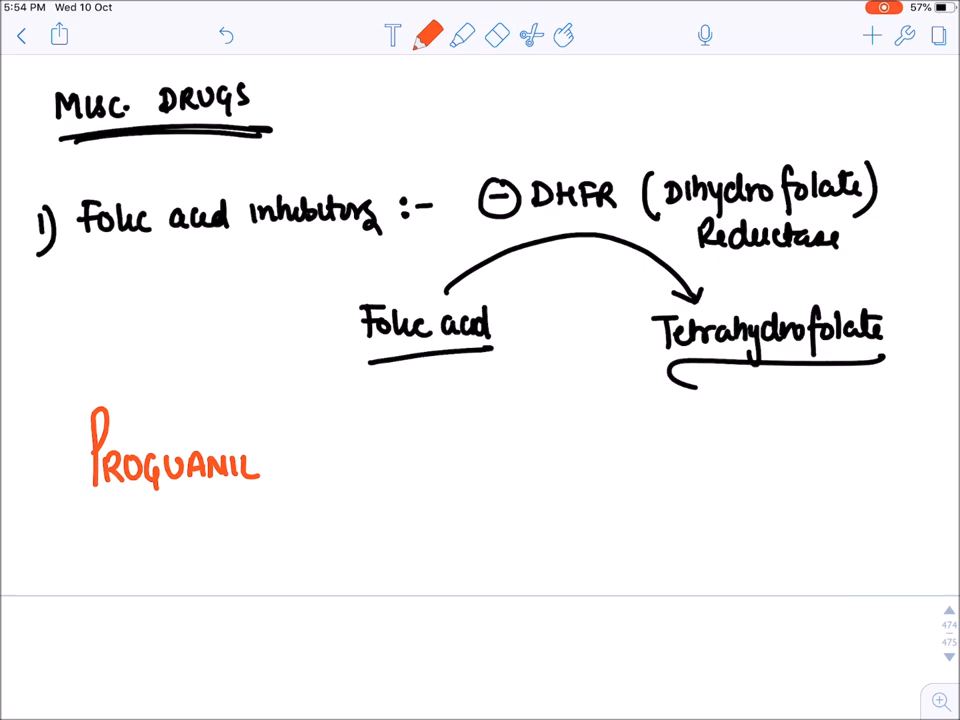 5:54 PM Wed 10 Oct
57%
T
Misc. DRUGS
1) Folic acid inhibitors :- ⊖ DHFR (Dihydrofolate)
Reductase
Folic acid
Tetrahydrofolate
PROGUANIL
474
475